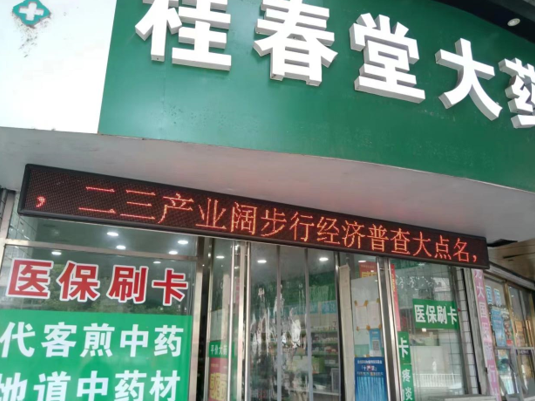 桂春堂大药
，二三产业阔步行经济普查大点名，
医保刷卡
代客煎中药
地道中药材
医保刷卡